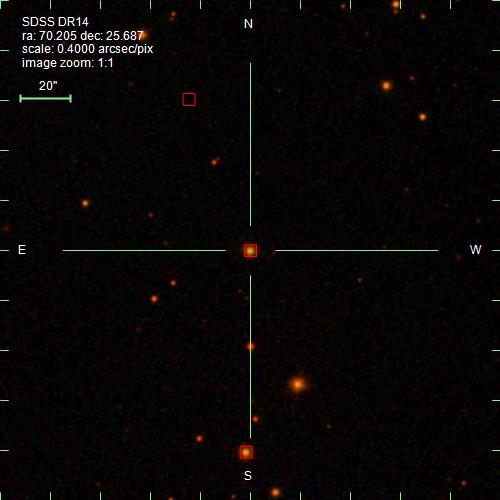 SDSS DR14
ra: 70.205 dec: 25.687
scale: 0.4000 arcsec/pix
image zoom: 1:1
20"
N
E
W
S